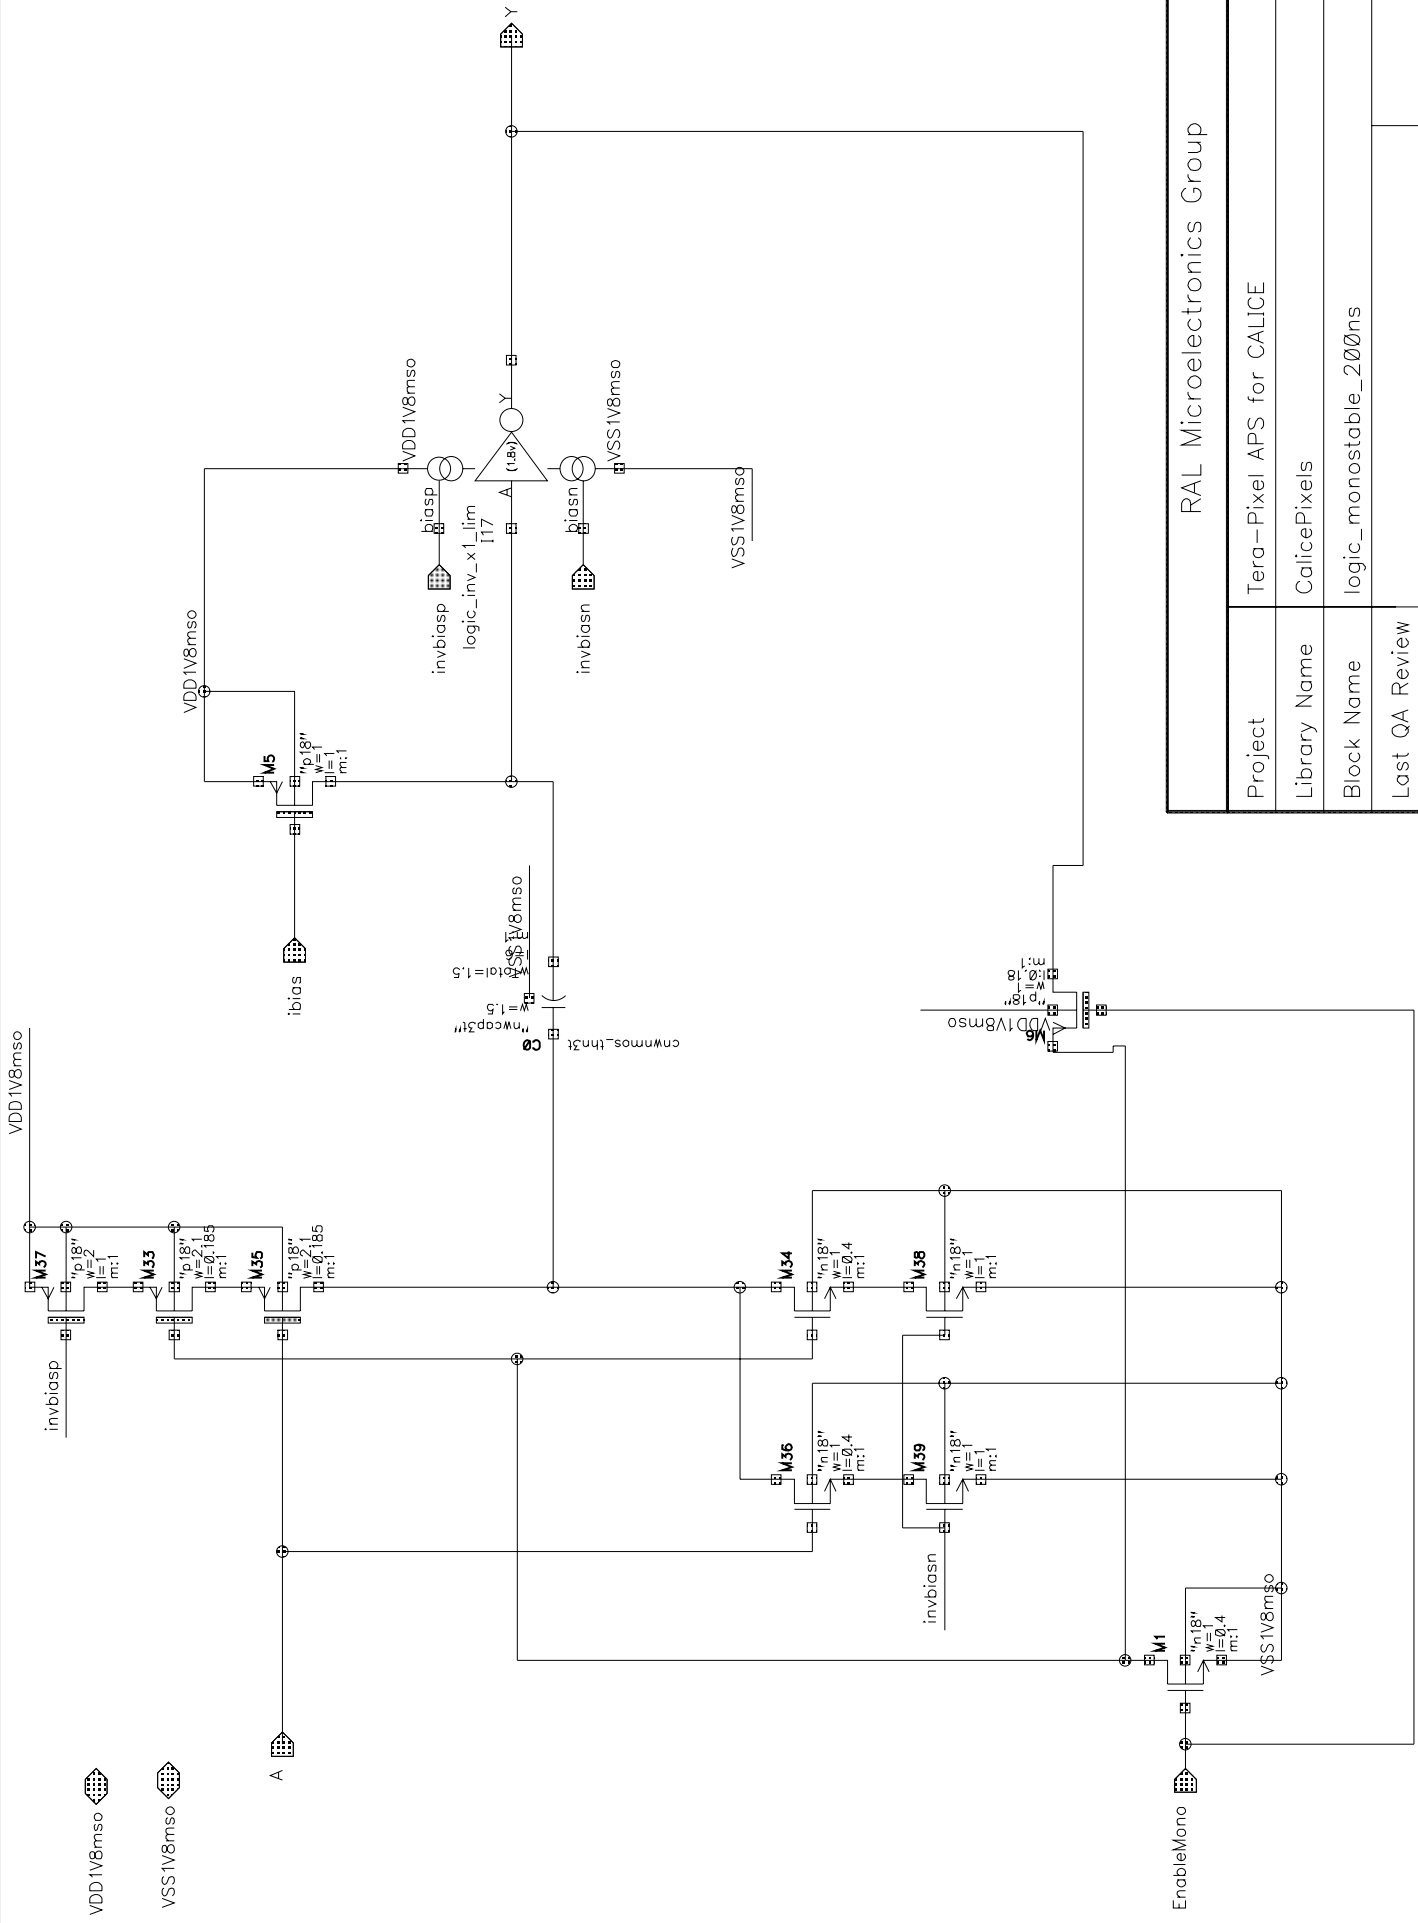 VDD1V8mso
VSS1V8mso
A
EnableMono
VDD1V8mso
invbiasp
M37
"p18"
w=2
l=1
m:1
M33
"p18"
w=2.1
l=0.185
m:1
M35
"p18"
w=2.1
l=0.185
m:1
M34
"n18"
w=1
l=0.4
m:1
M38
"n18"
w=1
l=1
m:1
M36
"n18"
w=1
l=0.4
m:1
M39
"n18"
w=1
l=1
m:1
invbiasn
M1
"n18"
w=1
l=0.4
m:1
VSS1V8mso
ibias
VDD1V8mso
M5
"p18"
w=1
l=1
m:1
C0
cnwnmos_thn3t
"nwcap3t"
w=1.5
wtotal=1.5
VSS1V8mso
M6
VDD1V8mso
"p18"
w=1
l:0.18
m:1
invbiasp
biasp
logic_inv_x1_lim
I17
invbiasn
biasn
VDD1V8mso
VSS1V8mso
VSS1V8mso
A
(1.8v)
Y
Y
RAL Microelectronics Group
Project Tera-Pixel APS for CALICE
Library Name CalicePixels
Block Name logic_monostable_200ns
Last QA Review